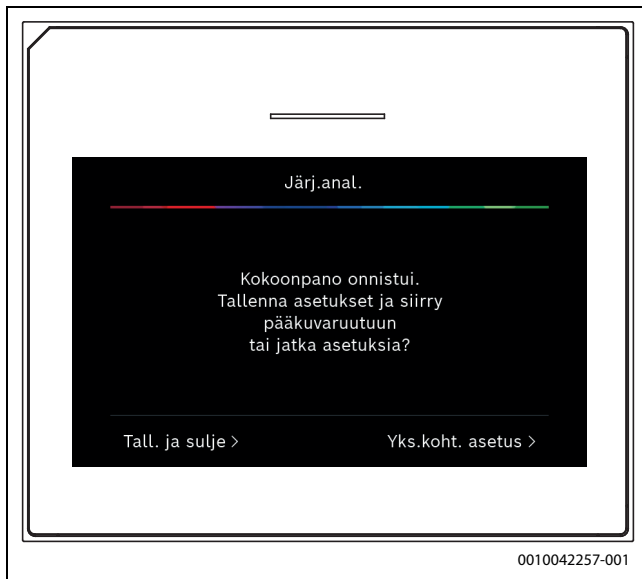 Järj.anal.
Kokoonpano onnistui.
Tallenna asetukset ja siirry
pääkuvaruutuun
tai jatka asetuksia?
Tall. ja sulje > Yks.koht. asetus >
0010042257-001